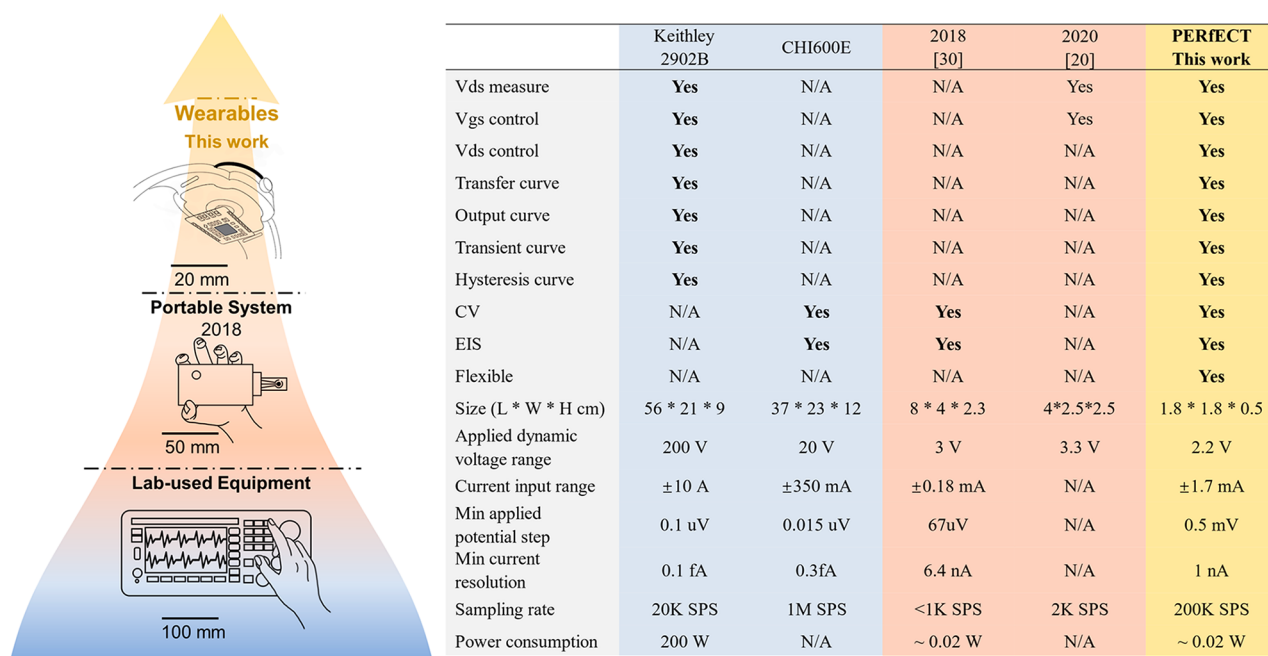 Wearables
This work
20 mm
Portable System
2018
50 mm
Lab-used Equipment
100 mm
Keithley 2902B CHI600E 2018 [30] 2020 [20] PERfECT This work
Vds measure Yes N/A N/A Yes Yes
Vgs control Yes N/A N/A Yes Yes
Vds control Yes N/A N/A N/A Yes
Transfer curve Yes N/A N/A N/A Yes
Output curve Yes N/A N/A N/A Yes
Transient curve Yes N/A N/A N/A Yes
Hysteresis curve Yes N/A N/A N/A Yes
CV N/A Yes Yes N/A Yes
EIS N/A Yes Yes N/A Yes
Flexible N/A N/A N/A N/A Yes
Size (L * W * H cm) 56 * 21 * 9 37 * 23 * 12 8 * 4 * 2.3 4*2.5*2.5 1.8 * 1.8 * 0.5
Applied dynamic voltage range 200 V 20 V 3 V 3.3 V 2.2 V
Current input range ±10 A ±350 mA ±0.18 mA N/A ±1.7 mA
Min applied potential step 0.1 uV 0.015 uV 67uV N/A 0.5 mV
Min current resolution 0.1 fA 0.3fA 6.4 nA N/A 1 nA
Sampling rate 20K SPS 1M SPS <1K SPS 2K SPS 200K SPS
Power consumption 200 W N/A ~ 0.02 W N/A ~ 0.02 W